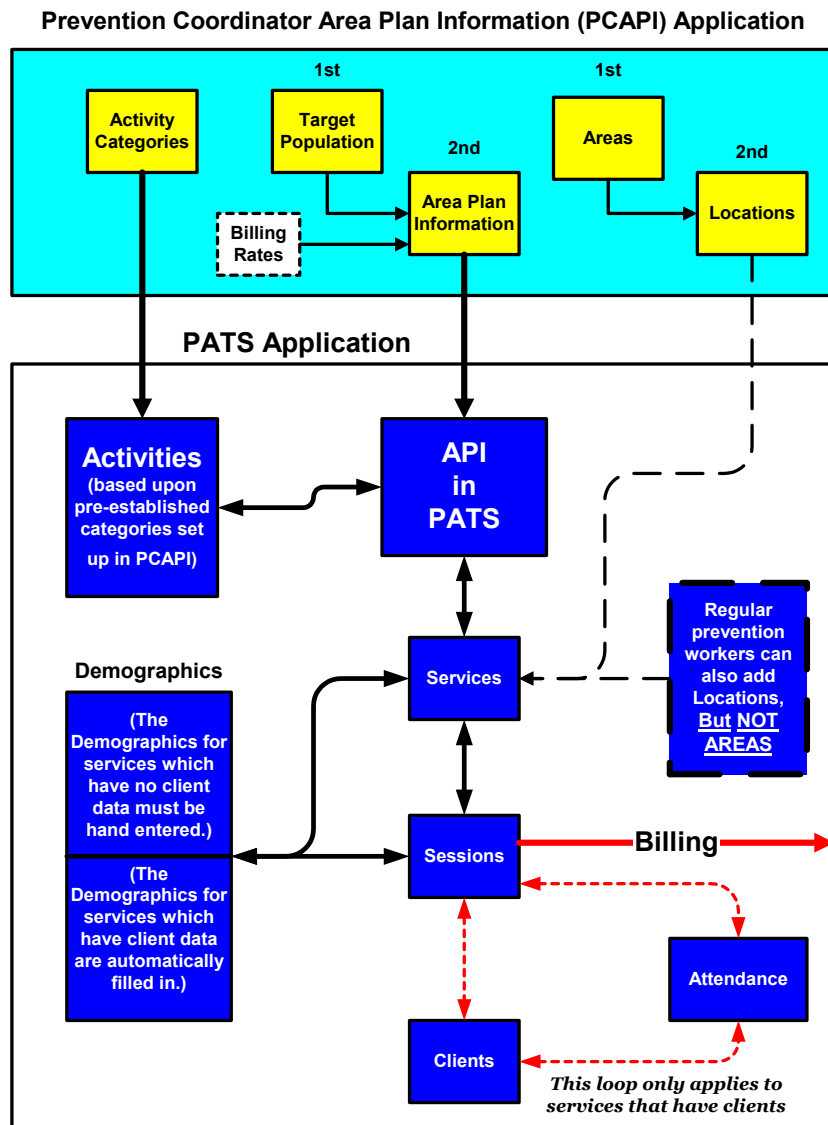 Prevention Coordinator Area Plan Information (PCAPI) Application
1st
1st
Activity
Categories
Target
Population
Areas
2nd
2nd
Area Plan
Information
Locations
Billing
Rates
PATS Application
Activities
(based upon
pre-established
categories set
up in PCAPI)
API
in
PATS
Regular
prevention
workers can
also add
Locations,
But NOT
AREAS
Demographics
Services
(The
Demographics for
services which
have no client
data must be
hand entered.)
Sessions
Billing
(The
Demographics for
services which
have client data
are automatically
filled in.)
Attendance
Clients
This loop only applies to
services that have clients